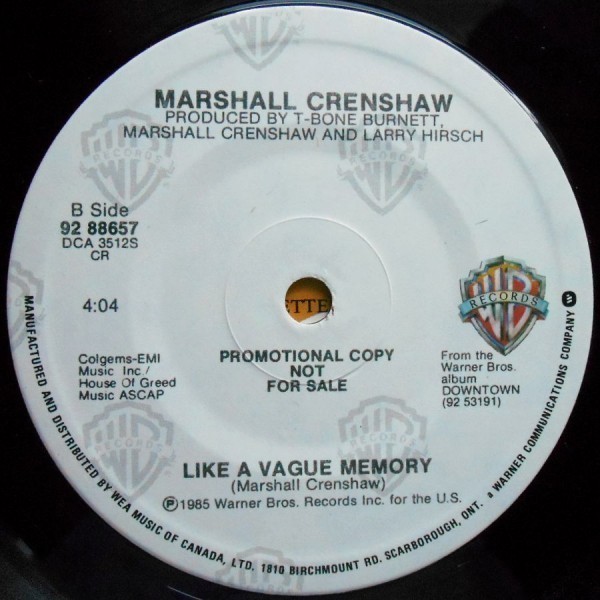 MARSHALL CRENSHAW
PRODUCED BY T-BONE BURNETT,
MARSHALL CRENSHAW AND LARRY HIRSCH
B Side
92 88657
DCA 3512S
CR
4:04
ETTE
WB
RECORDS
Colgems-EMI
Music Inc./
House Of Greed
Music ASCAP
PROMOTIONAL COPY
NOT
FOR SALE
From the
Warner Bros.
album
DOWNTOWN
(92 53191)
LIKE A VAGUE MEMORY
(Marshall Crenshaw)
Ⓟ1985 Warner Bros. Records Inc. for the U.S.
MANUFACTURED AND DISTRIBUTED BY WEA MUSIC OF CANADA, LTD. 1810 BIRCHMOUNT RD. SCARBOROUGH, ONT. a WARNER COMMUNICATIONS COMPANY